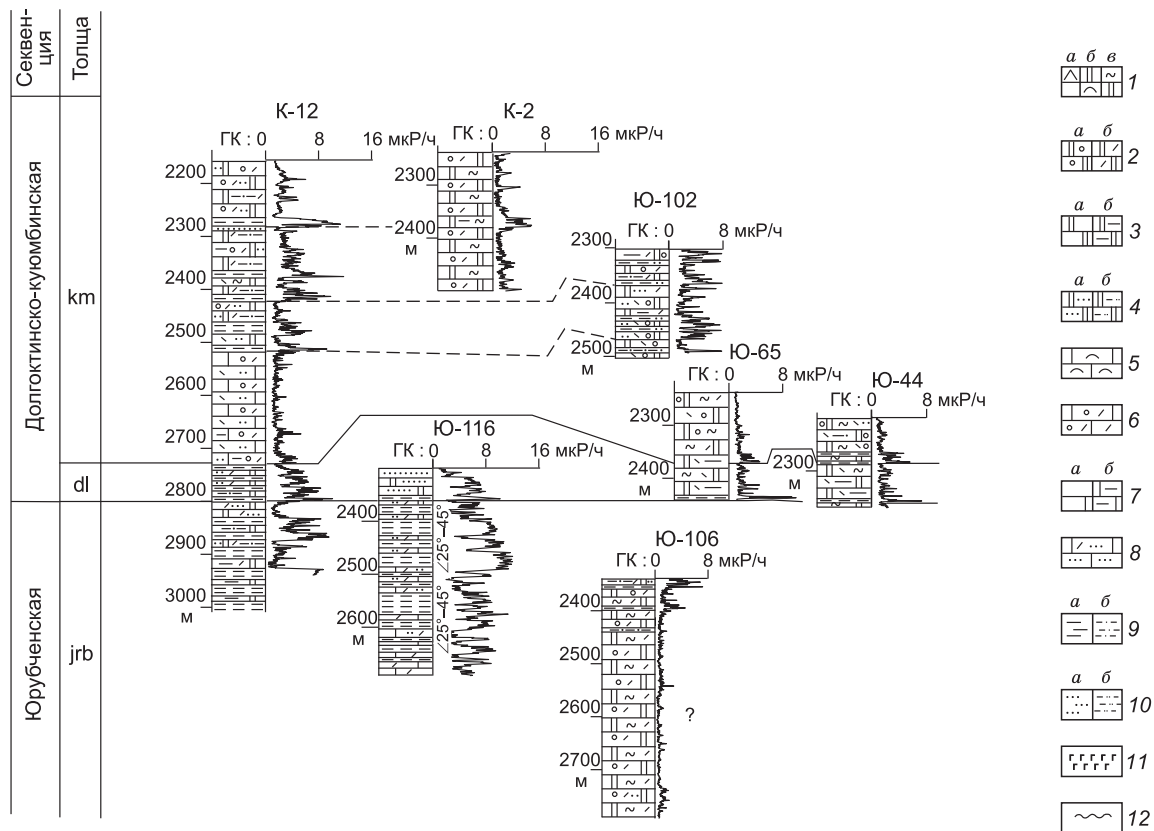 Секвен-
ция
Толща
Долгоктинско-куюмбинская
km
dl
Юрубченская
jrb
К-12
ГК : 0 8 16 мкР/ч
2200
2300
2400
2500
2600
2700
2800
2900
3000
м
К-2
ГК : 0 8 16 мкР/ч
2300
2400
м
Ю-102
ГК : 0 8 мкР/ч
2300
2400
2500
м
Ю-65
ГК : 0 8 мкР/ч
2300
2400
м
Ю-44
ГК : 0 8 мкР/ч
2300
м
Ю-116
ГК : 0 8 16 мкР/ч
2400
2500
2600
м
∠25°–45°
∠25°–45°
Ю-106
ГК : 0 8 мкР/ч
2400
2500
2600
2700
м
?
а б в
1
а б
2
а б
3
а б
4
5
6
а б
7
8
а б
9
а б
10
11
12